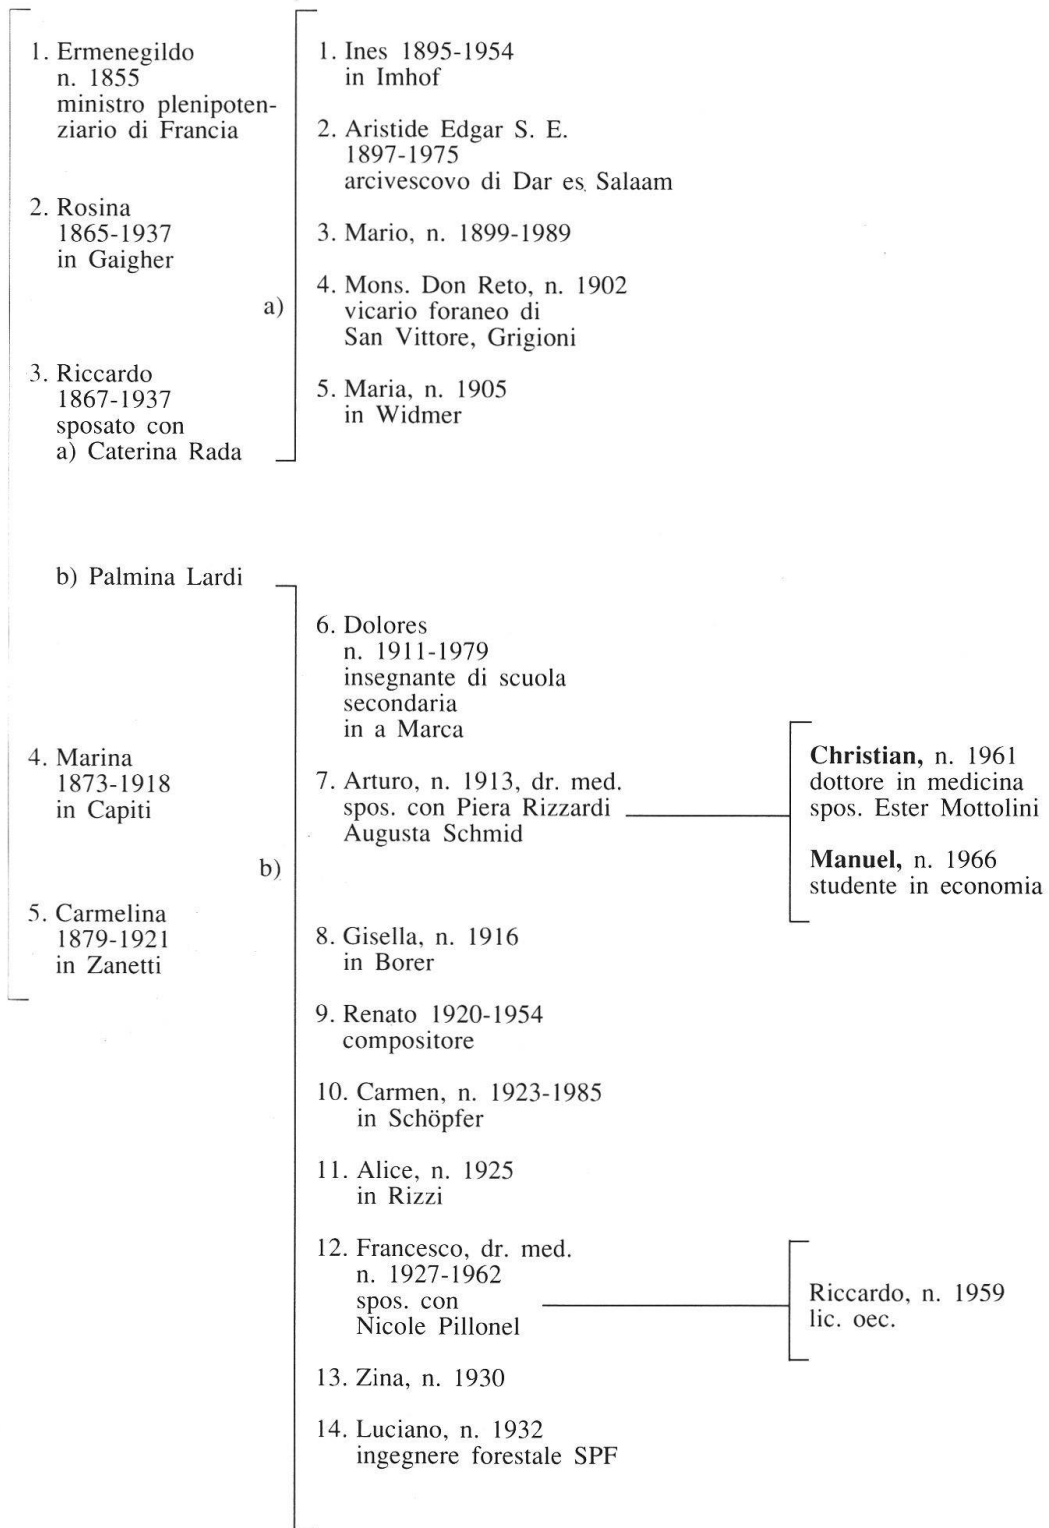 1. Ermenegildo
n. 1855
ministro plenipoten-
ziario di Francia
2. Rosina
1865-1937
in Gaigher
3. Riccardo
1867-1937
sposato con
a) Caterina Rada
b) Palmina Lardi
4. Marina
1873-1918
in Capiti
5. Carmelina
1879-1921
in Zanetti
a)
1. Ines 1895-1954
in Imhof
2. Aristide Edgar S. E.
1897-1975
arcivescovo di Dar es Salaam
3. Mario, n. 1899-1989
4. Mons. Don Reto, n. 1902
vicario foraneo di
San Vittore, Grigioni
5. Maria, n. 1905
in Widmer
b)
6. Dolores
n. 1911-1979
insegnante di scuola
secondaria
in a Marca
7. Arturo, n. 1913, dr. med.
spos. con Piera Rizzardi
Augusta Schmid
8. Gisella, n. 1916
in Borer
9. Renato 1920-1954
compositore
10. Carmen, n. 1923-1985
in Schöpfer
11. Alice, n. 1925
in Rizzi
12. Francesco, dr. med.
n. 1927-1962
spos. con
Nicole Pillonel
13. Zina, n. 1930
14. Luciano, n. 1932
ingegnere forestale SPF
Christian, n. 1961
dottore in medicina
spos. Ester Mottolini
Manuel, n. 1966
studente in economia
Riccardo, n. 1959
lic. oec.